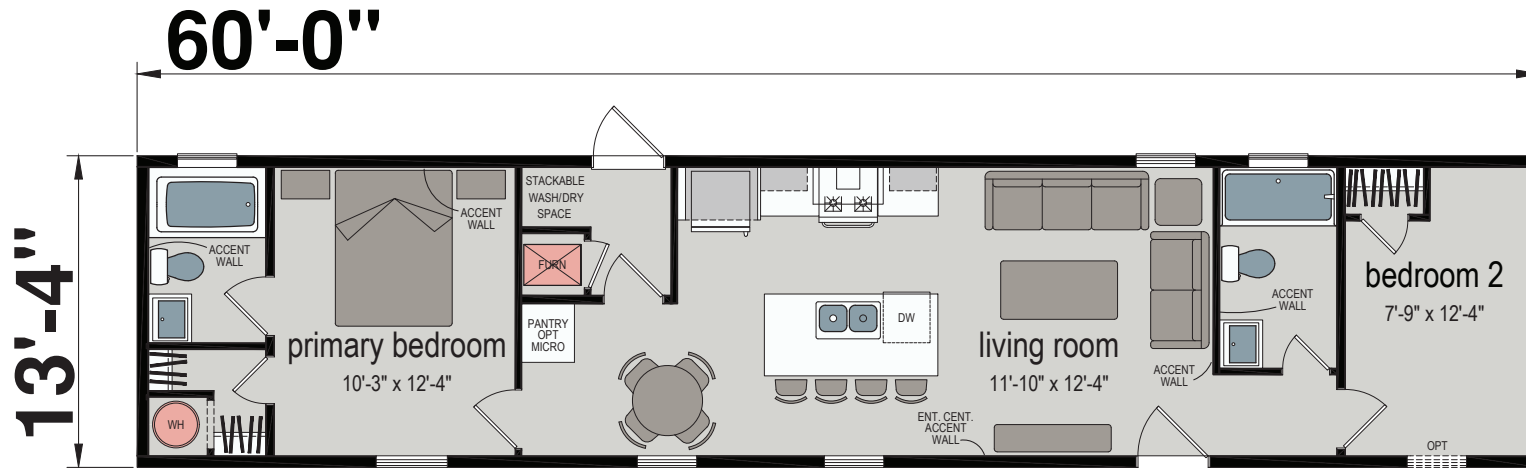 60'-0"
13'-4"
ACCENT
WALL
WH
primary bedroom
10'-3" x 12'-4"
ACCENT
WALL
STACKABLE
WASH/DRY
SPACE
FURN
PANTRY
OPT
MICRO
DW
living room
11'-10" x 12'-4"
ENT. CENT.
ACCENT
WALL
ACCENT
WALL
ACCENT
WALL
bedroom 2
7'-9" x 12'-4"
OPT